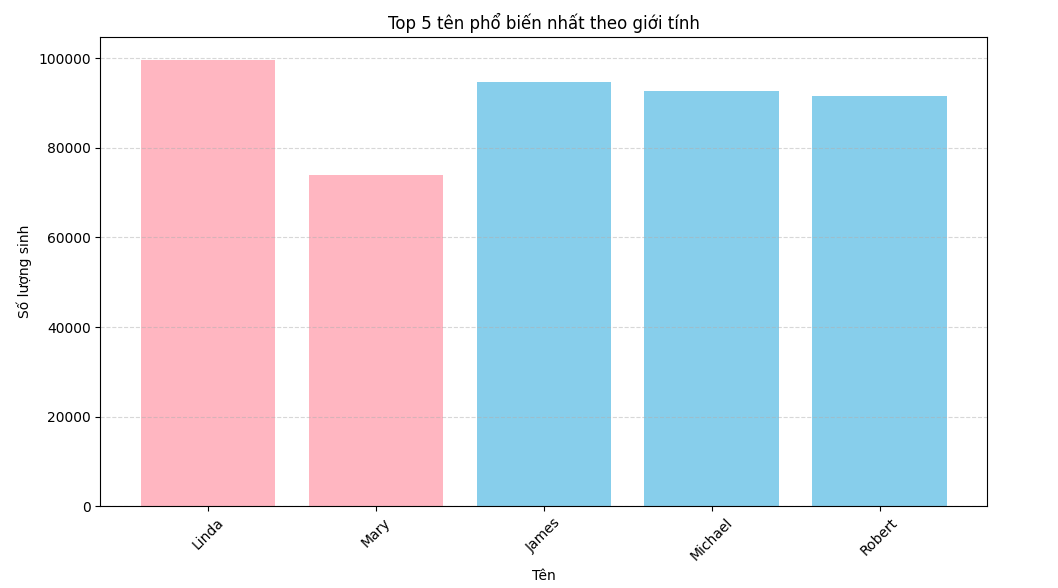 Top 5 tên phổ biến nhất theo giới tính
100000
80000
60000
40000
20000
0
Số lượng sinh
Linda
Mary
James
Michael
Robert
Tên